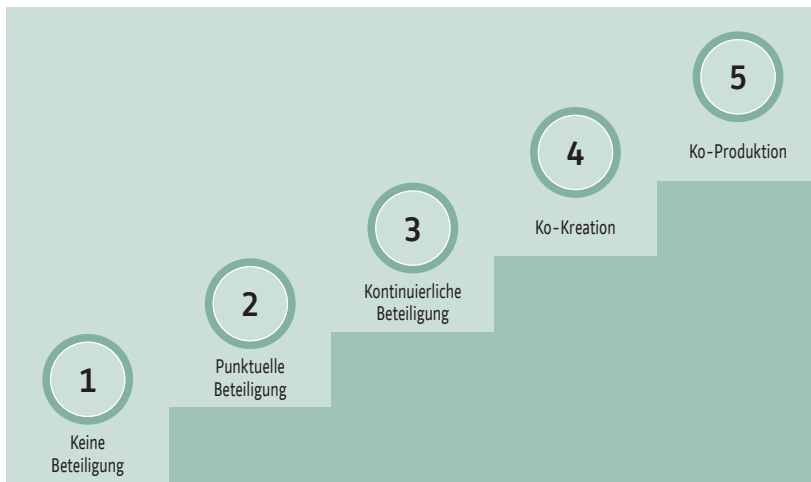 1
Keine
Beteiligung
2
Punktuelle
Beteiligung
3
Kontinuierliche
Beteiligung
4
Ko-Kreation
5
Ko-Produktion